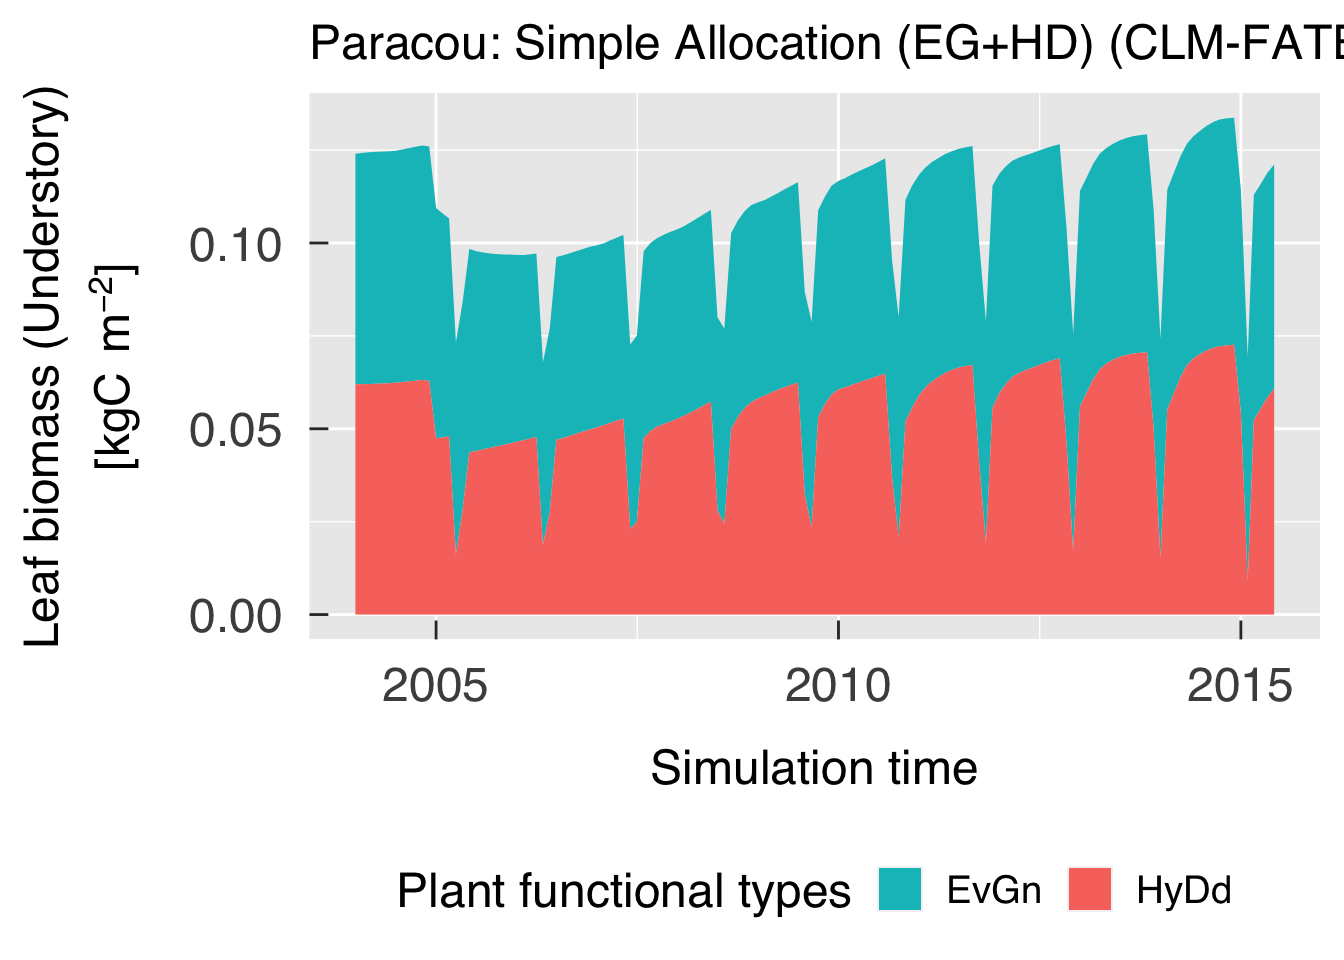 Paracou: Simple Allocation (EG+HD) (CLM-FATE
Leaf biomass (Understory)
[kgC m⁻²]
0.10
0.05
0.00
2005 2010 2015
Simulation time
Plant functional types EvGn HyDd